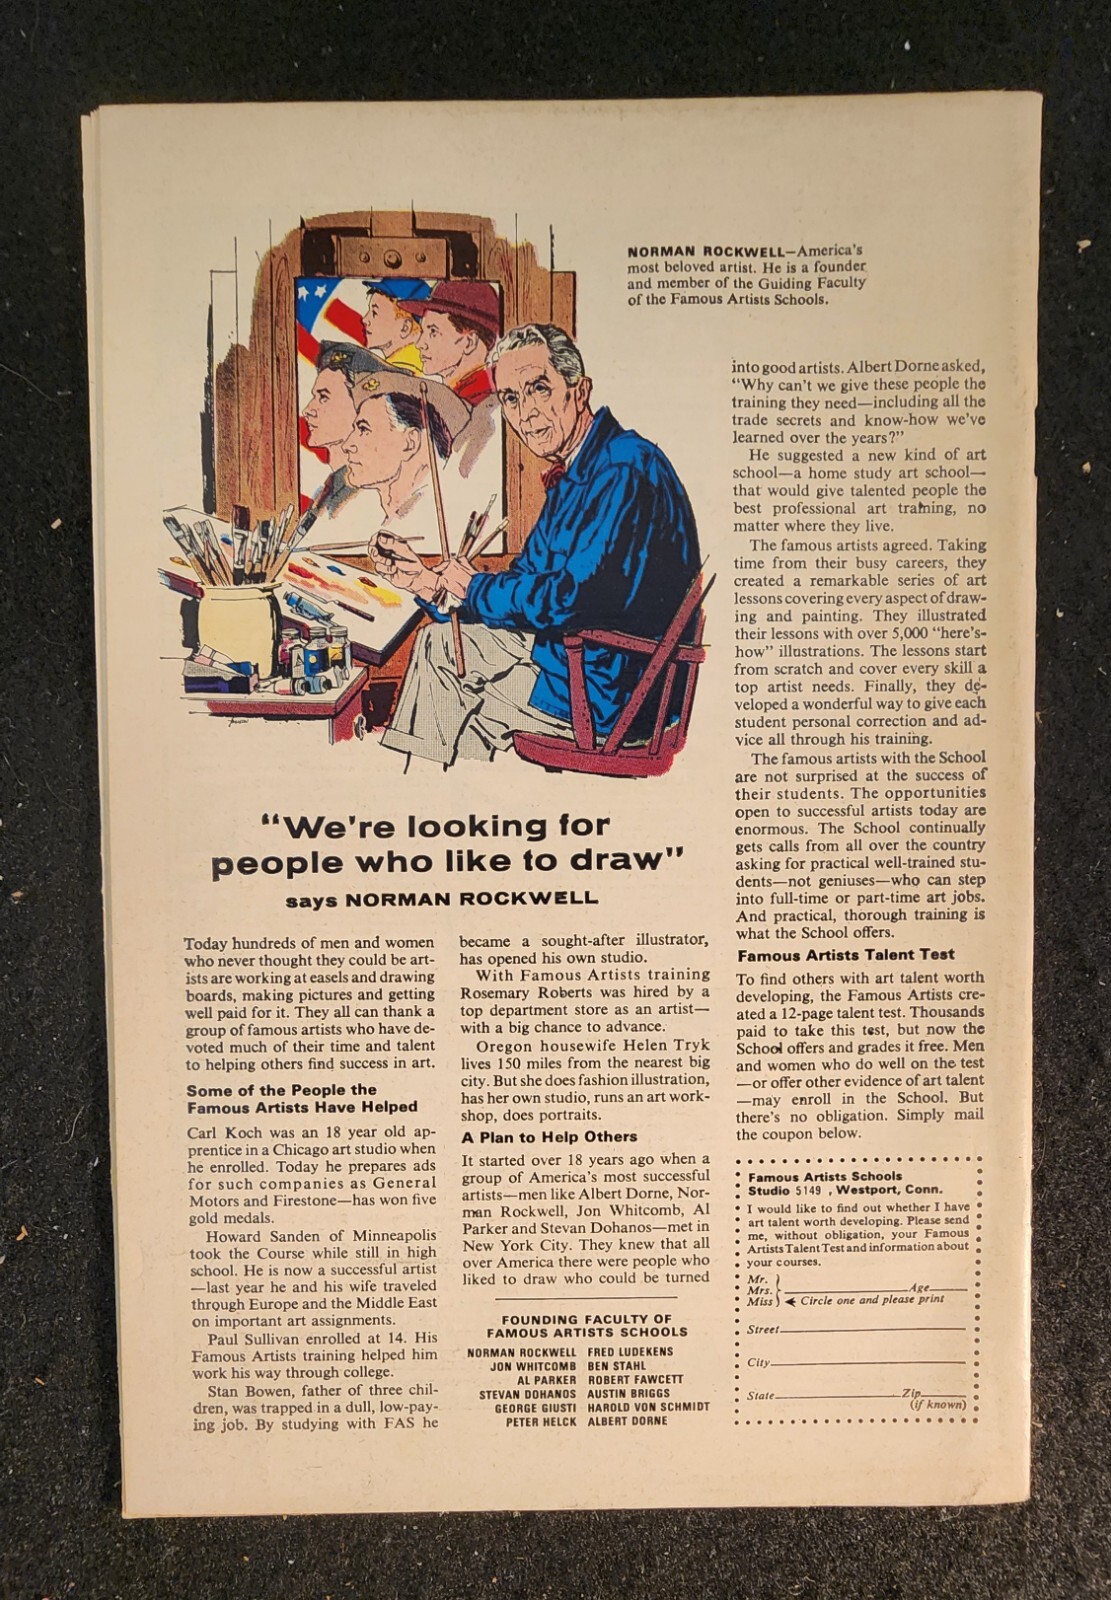 NORMAN ROCKWELL—America's
most beloved artist. He is a founder
and member of the Guiding Faculty
of the Famous Artists Schools.
"We're looking for
people who like to draw"
says NORMAN ROCKWELL
Today hundreds of men and women
who never thought they could be art-
ists are working at easels and drawing
boards, making pictures and getting
well paid for it. They all can thank a
group of famous artists who have de-
voted much of their time and talent
to helping others find success in art.
Some of the People the
Famous Artists Have Helped
Carl Koch was an 18 year old ap-
prentice in a Chicago art studio when
he enrolled. Today he prepares ads
for such companies as General
Motors and Firestone—has won five
gold medals.
Howard Sanden of Minneapolis
took the Course while still in high
school. He is now a successful artist
—last year he and his wife traveled
through Europe and the Middle East
on important art assignments.
Paul Sullivan enrolled at 14. His
Famous Artists training helped him
work his way through college.
Stan Bowen, father of three chil-
dren, was trapped in a dull, low-pay-
ing job. By studying with FAS he
became a sought-after illustrator,
has opened his own studio.
With Famous Artists training
Rosemary Roberts was hired by a
top department store as an artist—
with a big chance to advance.
Oregon housewife Helen Tryk
lives 150 miles from the nearest big
city. But she does fashion illustration,
has her own studio, runs an art work-
shop, does portraits.
A Plan to Help Others
It started over 18 years ago when a
group of America's most successful
artists—men like Albert Dorne, Nor-
man Rockwell, Jon Whitcomb, Al
Parker and Stevan Dohanos—met in
New York City. They knew that all
over America there were people who
liked to draw who could be turned
FOUNDING FACULTY OF
FAMOUS ARTISTS SCHOOLS
NORMAN ROCKWELL FRED LUDEKENS
JON WHITCOMB BEN STAHL
AL PARKER ROBERT FAWCETT
STEVAN DOHANOS AUSTIN BRIGGS
GEORGE GIUSTI HAROLD VON SCHMIDT
PETER HELCK ALBERT DORNE
into good artists. Albert Dorne asked,
"Why can't we give these people the
training they need—including all the
trade secrets and know-how we've
learned over the years?"
He suggested a new kind of art
school—a home study art school—
that would give talented people the
best professional art training, no
matter where they live.
The famous artists agreed. Taking
time from their busy careers, they
created a remarkable series of art
lessons covering every aspect of draw-
ing and painting. They illustrated
their lessons with over 5,000 "here's-
how" illustrations. The lessons start
from scratch and cover every skill a
top artist needs. Finally, they de-
veloped a wonderful way to give each
student personal correction and ad-
vice all through his training.
The famous artists with the School
are not surprised at the success of
their students. The opportunities
open to successful artists today are
enormous. The School continually
gets calls from all over the country
asking for practical well-trained stu-
dents—not geniuses—who can step
into full-time or part-time art jobs.
And practical, thorough training is
what the School offers.
Famous Artists Talent Test
To find others with art talent worth
developing, the Famous Artists cre-
ated a 12-page talent test. Thousands
paid to take this test, but now the
School offers and grades it free. Men
and women who do well on the test
—or offer other evidence of art talent
—may enroll in the School. But
there's no obligation. Simply mail
the coupon below.
Famous Artists Schools
Studio 5149 , Westport, Conn.
I would like to find out whether I have
art talent worth developing. Please send
me, without obligation, your Famous
Artists Talent Test and information about
your courses.
Mr.
Mrs. Age
Miss Circle one and please print
Street
City
State Zip
(if known)